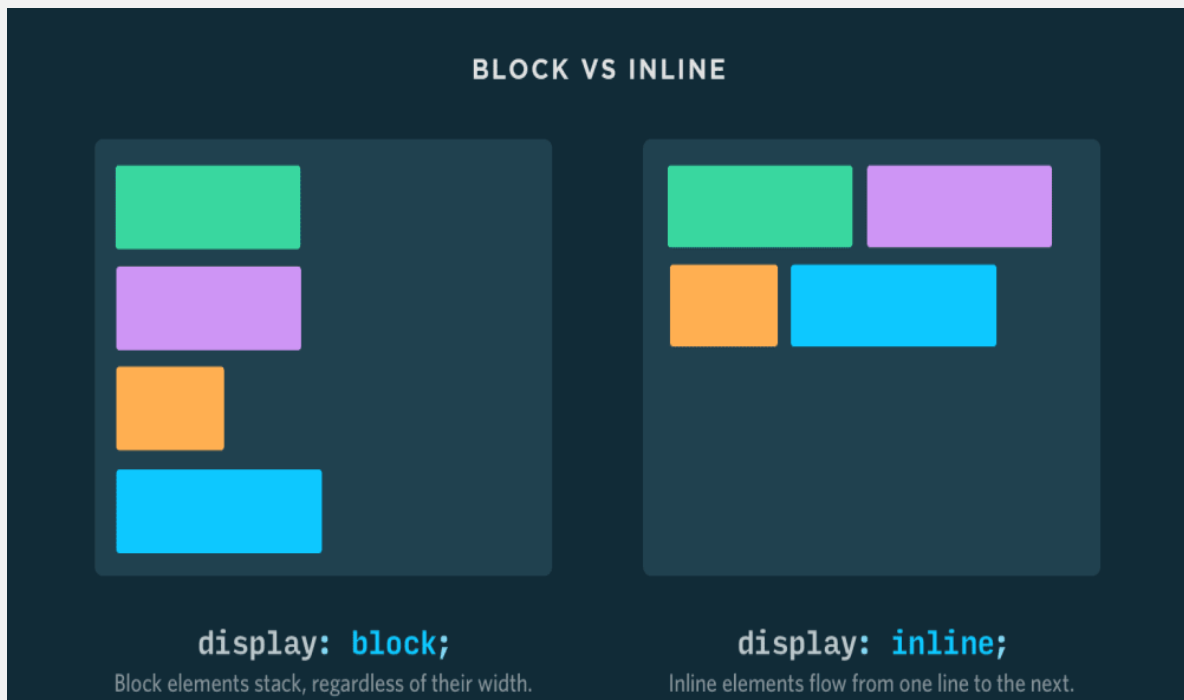 BLOCK VS INLINE
display: block;
Block elements stack, regardless of their width.
display: inline;
Inline elements flow from one line to the next.